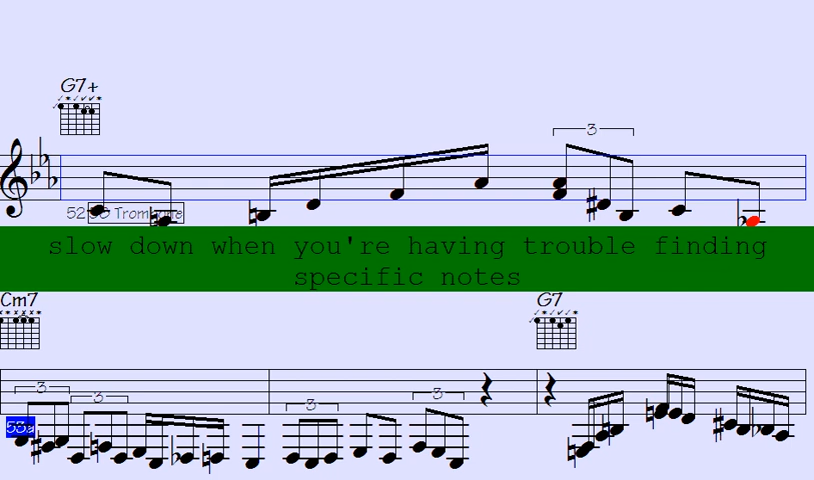 G7+
3
52
slow down when you're having trouble finding
specific notes
Cm7
G7
3
3
3
3
53